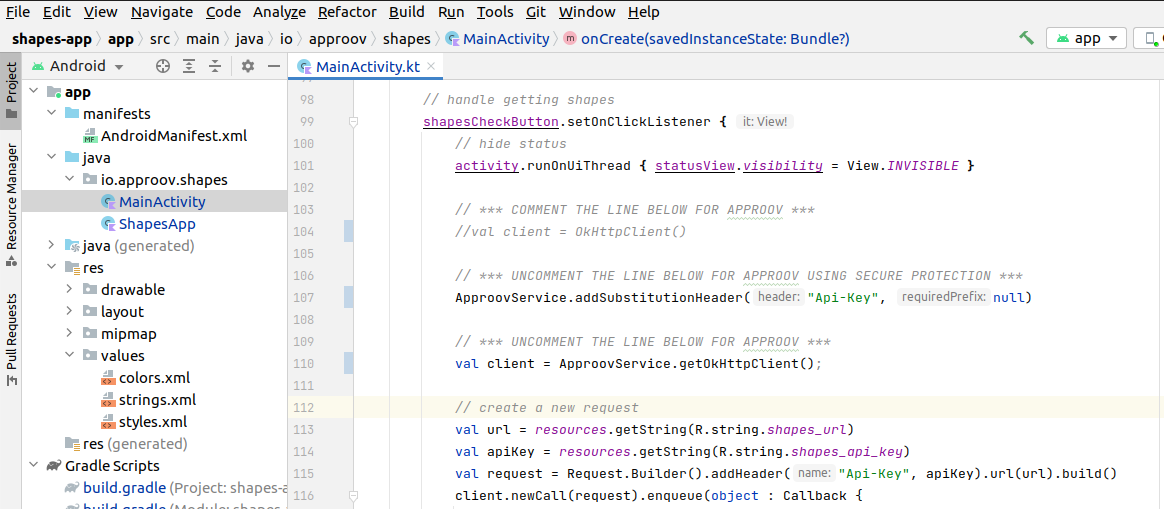 File Edit View Navigate Code Analyze Refactor Build Run Tools Git Window Help
shapes-app app src main java io approov shapes MainActivity onCreate(savedInstanceState: Bundle?) app
Project
Resource Manager
Pull Requests
Android
app
manifests
AndroidManifest.xml
java
io.approov.shapes
MainActivity
ShapesApp
java (generated)
res
drawable
layout
mipmap
values
colors.xml
strings.xml
styles.xml
res (generated)
Gradle Scripts
build.gradle (Project: shapes-a
build.gradle (Module: shapes
MainActivity.kt
98 // handle getting shapes
99 shapesCheckButton.setOnClickListener { it: View!
100 // hide status
101 activity.runOnUiThread { statusView.visibility = View.INVISIBLE }
102
103 // *** COMMENT THE LINE BELOW FOR APPROOV ***
104 //val client = OkHttpClient()
105
106 // *** UNCOMMENT THE LINE BELOW FOR APPROOV USING SECURE PROTECTION ***
107 ApproovService.addSubstitutionHeader( header: "Api-Key", requiredPrefix: null)
108
109 // *** UNCOMMENT THE LINE BELOW FOR APPROOV ***
110 val client = ApproovService.getOkHttpClient();
111
112 // create a new request
113 val url = resources.getString(R.string.shapes_url)
114 val apiKey = resources.getString(R.string.shapes_api_key)
115 val request = Request.Builder().addHeader( name: "Api-Key", apiKey).url(url).build()
116 client.newCall(request).enqueue(object : Callback {